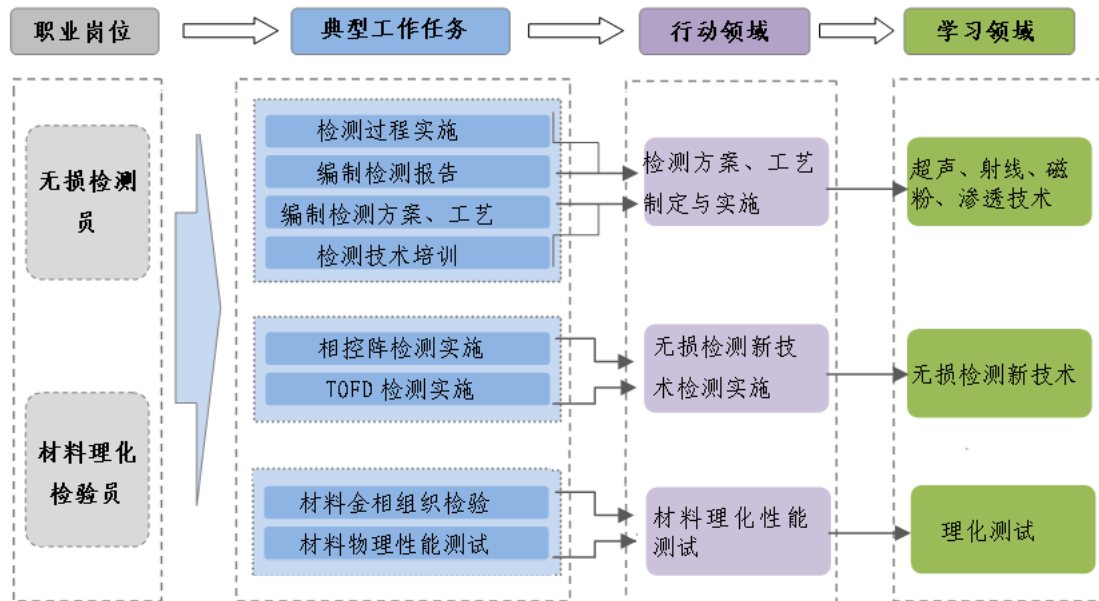 职业岗位
典型工作任务
行动领域
学习领域
无损检测
员
材料理化
检验员
检测过程实施
编制检测报告
编制检测方案、工艺
检测技术培训
相控阵检测实施
TOFD 检测实施
材料金相组织检验
材料物理性能测试
检测方案、工艺
制定与实施
无损检测新技
术检测实施
材料理化性能
测试
超声、射线、磁
粉、渗透技术
无损检测新技术
理化测试